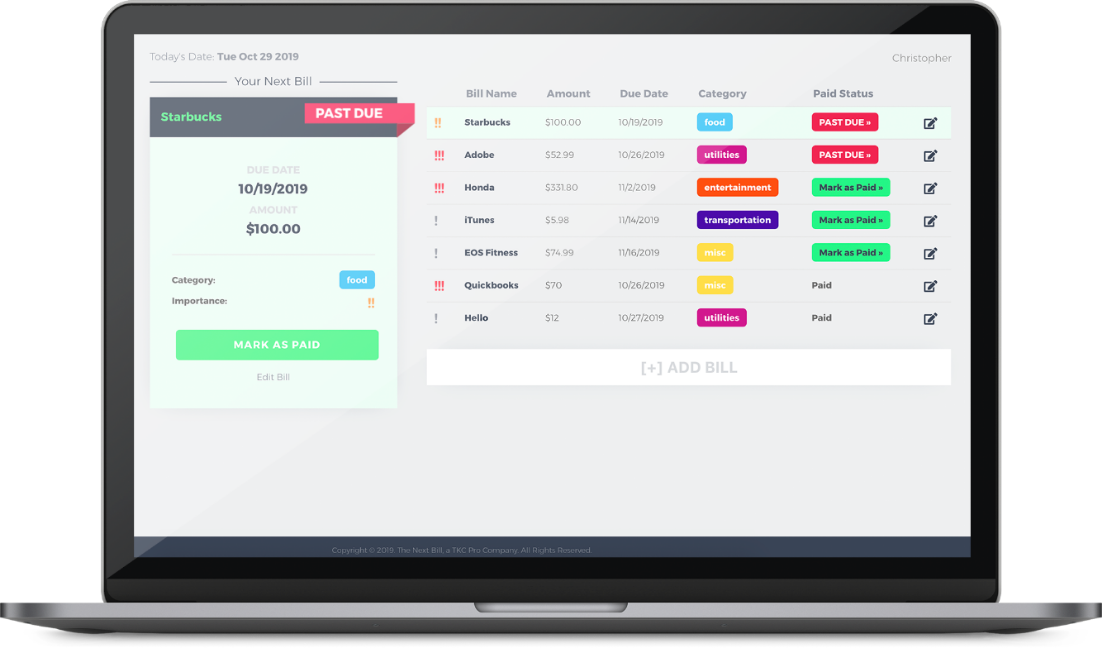 Today's Date: Tue Oct 29 2019
Christopher
Your Next Bill
Starbucks PAST DUE
DUE DATE
10/19/2019
AMOUNT
$100.00
Category: food
Importance: !!
MARK AS PAID
Edit Bill
Bill Name Amount Due Date Category Paid Status
!! Starbucks $100.00 10/19/2019 food PAST DUE »
!!! Adobe $52.99 10/26/2019 utilities PAST DUE »
!!! Honda $331.80 11/2/2019 entertainment Mark as Paid »
! iTunes $5.98 11/14/2019 transportation Mark as Paid »
! EOS Fitness $74.99 11/16/2019 misc Mark as Paid »
!!! Quickbooks $70 10/26/2019 misc Paid
! Hello $12 10/27/2019 utilities Paid
[+] ADD BILL
Copyright © 2019. The Next Bill, a TKC Pro Company. All Rights Reserved.